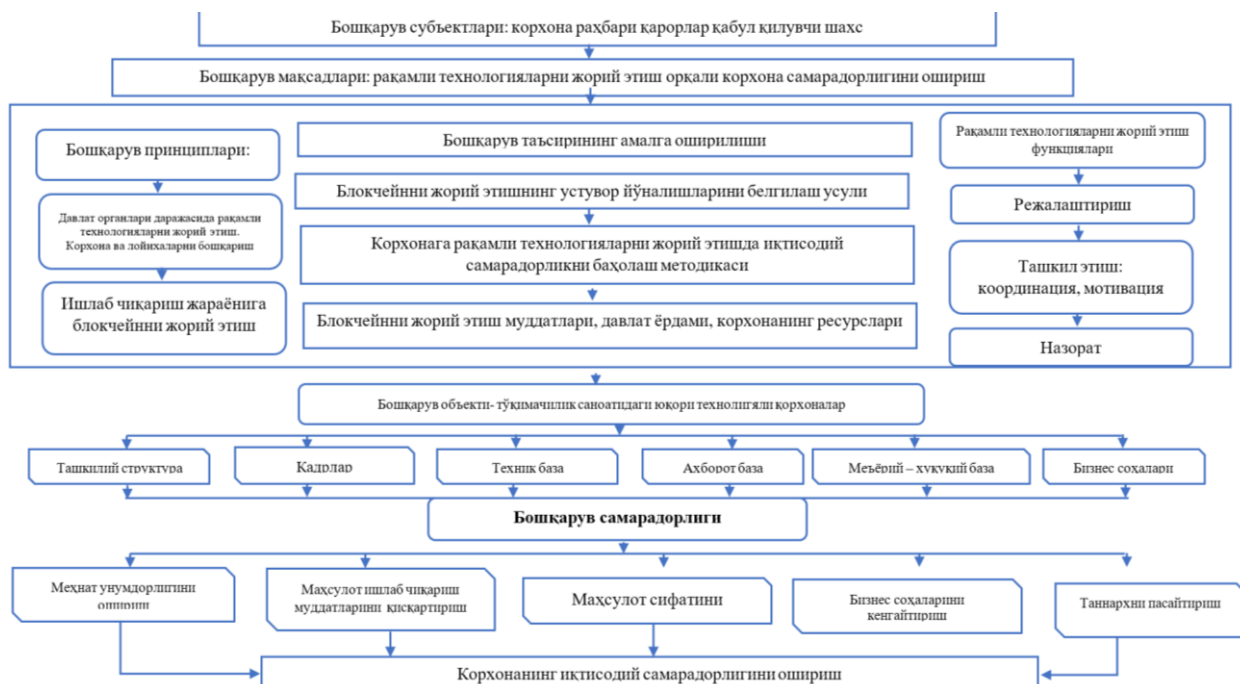 Бошқарув субъектлари: корхона раҳбари қарорлар қабул қилувчи шахс
Бошқарув мақсадлари: рақамли технологияларни жорий этиш орқали корхона самарадорлигини ошириш
Бошқарув принциплари:
Давлат органлари даражасида рақамли
технологияларни жорий этиш.
Корхона ва лойиҳаларни бошқариш
Ишлаб чиқариш жараёнига
блокчейнни жорий этиш
Бошқарув таъсирининг амалга оширилиши
Блокчейнни жорий этишнинг устувор йўналишларини белгилаш усули
Корхонага рақамли технологияларни жорий этишда иқтисодий
самарадорликни баҳолаш методикаси
Блокчейнни жорий этиш муддатлари, давлат ёрдами, корхонанинг ресурслари
Рақамли технологияларни жорий этиш
функциялари
Режалаштириш
Ташкил этиш:
координация, мотивация
Назорат
Бошқарув объекти- тўқимачилик саноатидаги юқори технолигяли корхоналар
Ташкилий структура
Кадрлар
Техник база
Ахборот база
Меъёрий – ҳуқуқий база
Бизнес соҳалари
Бошқарув самарадорлиги
Меҳнат унумдорлигини
ошириш
Маҳсулот ишлаб чиқариш
муддатларини қисқартириш
Маҳсулот сифатини
Бизнес соҳаларини
кенгайтириш
Таннархни пасайтириш
Корхонанинг иқтисодий самарадорлигини ошириш